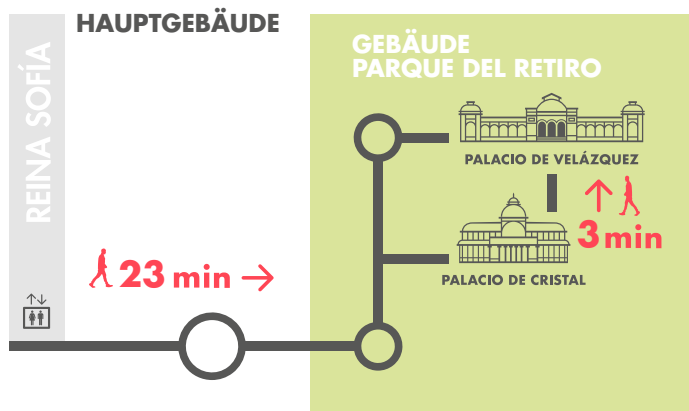 HAUPTGEBÄUDE
REINA SOFÍA
GEBÄUDE
PARQUE DEL RETIRO
PALACIO DE VELÁZQUEZ
3 min
PALACIO DE CRISTAL
23 min